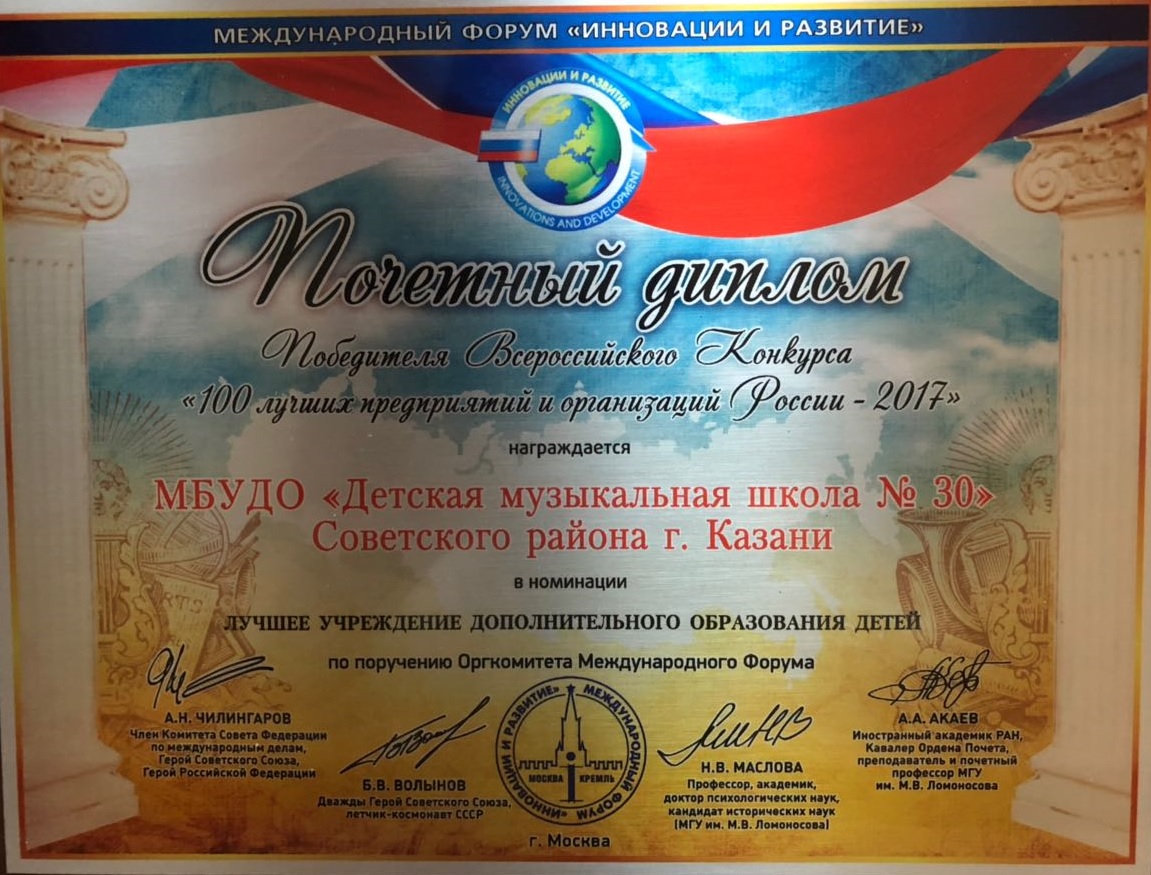 МЕЖДУНАРОДНЫЙ ФОРУМ «ИННОВАЦИИ И РАЗВИТИЕ»
ИННОВАЦИИ И РАЗВИТИЕ
INNOVATIONS AND DEVELOPMENT
Почетный диплом
Победителя Всероссийского Конкурса
«100 лучших предприятий и организаций России - 2017»
награждается
МБУДО «Детская музыкальная школа № 30»
Советского района г. Казани
в номинации
ЛУЧШЕЕ УЧРЕЖДЕНИЕ ДОПОЛНИТЕЛЬНОГО ОБРАЗОВАНИЯ ДЕТЕЙ
по поручению Оргкомитета Международного Форума
А.Н. ЧИЛИНГАРОВ
Член Комитета Совета Федерации
по международным делам,
Герой Советского Союза,
Герой Российской Федерации
Б.В. ВОЛЫНОВ
Дважды Герой Советского Союза,
летчик-космонавт СССР
МЕЖДУНАРОДНЫЙ ФОРУМ «ИННОВАЦИИ И РАЗВИТИЕ»
МОСКВА КРЕМЛЬ
Н.В. МАСЛОВА
Профессор, академик,
доктор психологических наук,
кандидат исторических наук
(МГУ им. М.В. Ломоносова)
А.А. АКАЕВ
Иностранный академик РАН,
Кавалер Ордена Почета,
преподаватель и почетный
профессор МГУ
им. М.В. Ломоносова
г. Москва